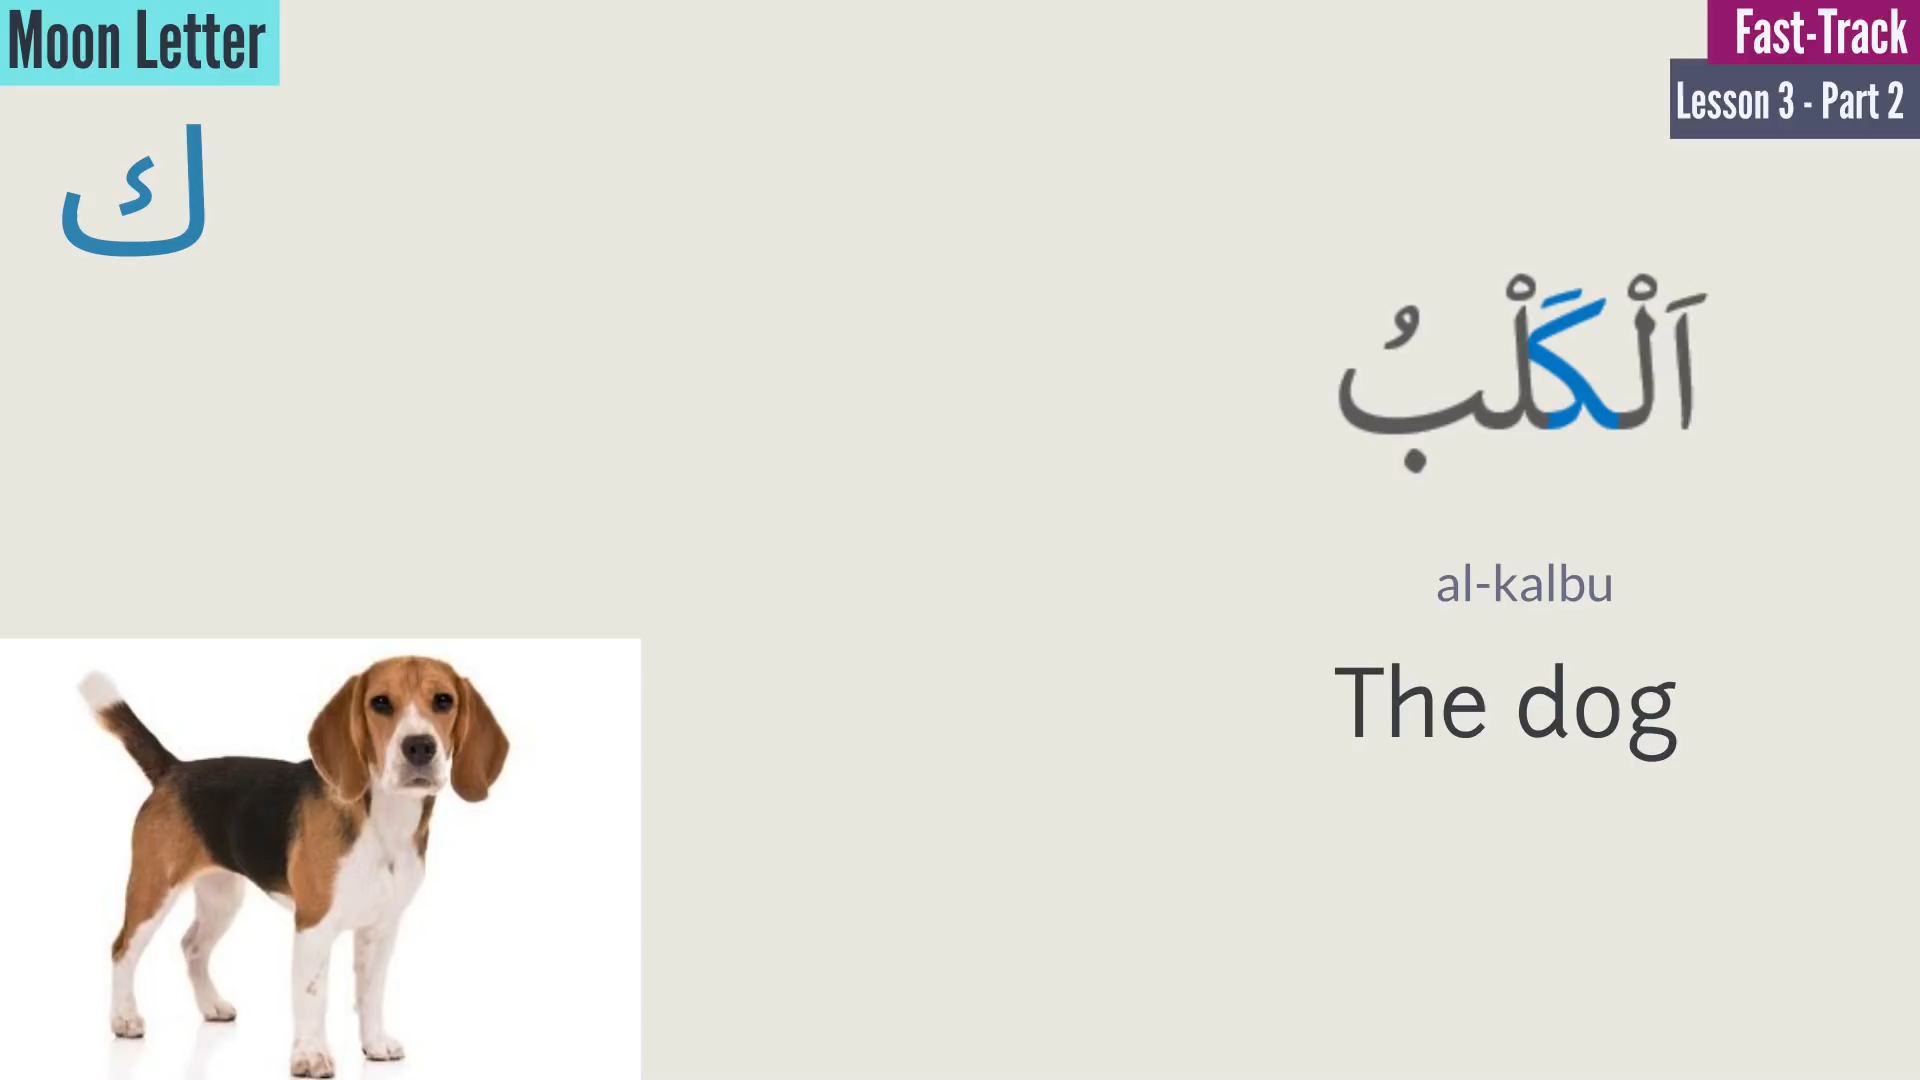 Moon Letter
Fast-Track
Lesson 3 - Part 2
ك
اَلْكَلْبُ
al-kalbu
The dog